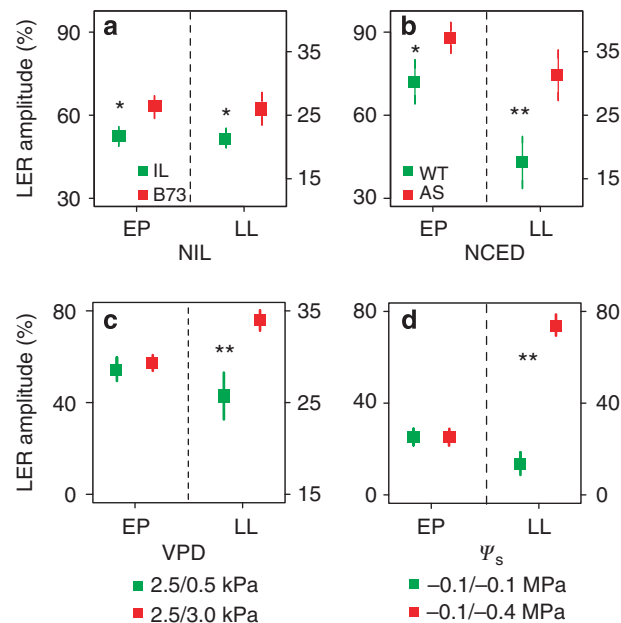 a
b
LER amplitude (%)
90
60
30
35
25
15
*
*
IL
B73
EP
LL
NIL
90
60
30
35
25
15
*
**
WT
AS
EP
LL
NCED
c
d
LER amplitude (%)
80
40
0
35
25
15
**
EP
LL
VPD
2.5/0.5 kPa
2.5/3.0 kPa
80
40
0
80
40
0
**
EP
LL
Ψs
–0.1/–0.1 MPa
–0.1/–0.4 MPa